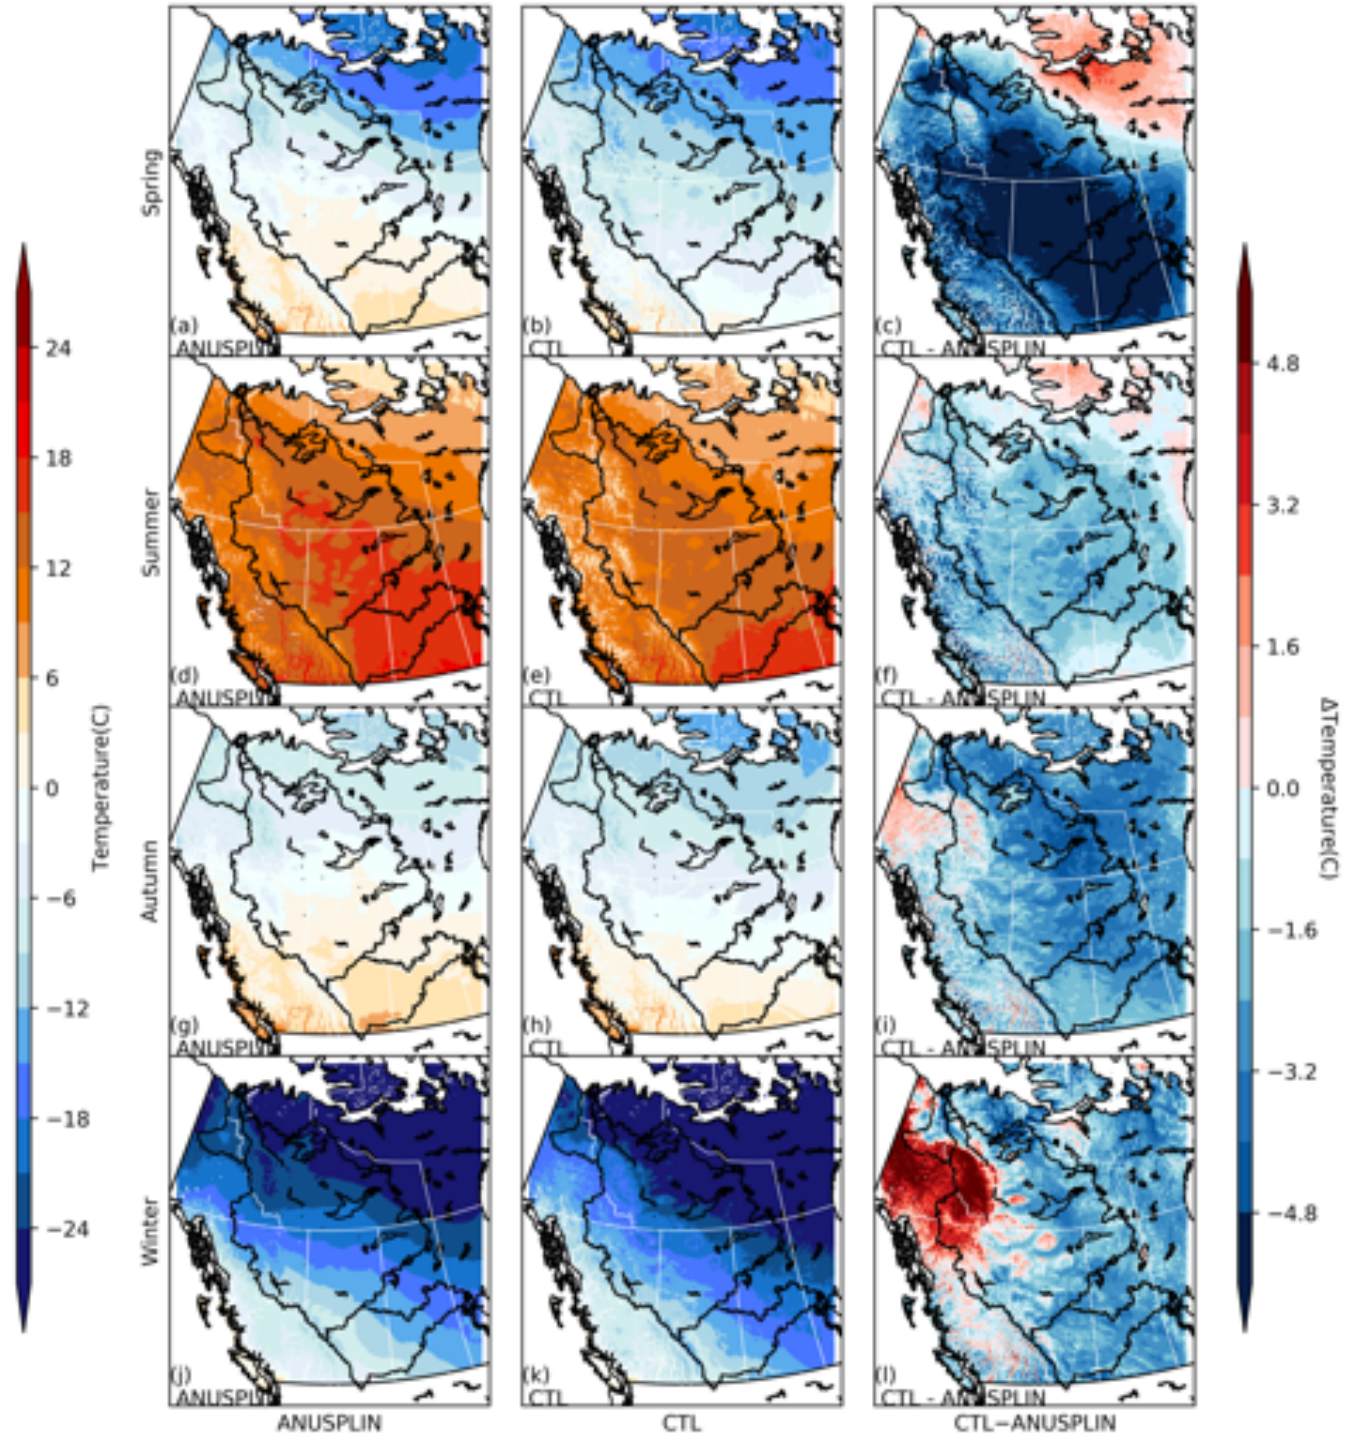 Spring
(a)
ANUSPLIN
(b)
CTL
(c)
CTL - ANUSPLIN
Summer
(d)
ANUSPLIN
(e)
CTL
(f)
CTL - ANUSPLIN
Autumn
(g)
ANUSPLIN
(h)
CTL
(i)
CTL - ANUSPLIN
Winter
(j)
ANUSPLIN
(k)
CTL
(l)
CTL - ANUSPLIN
ANUSPLIN
CTL
CTL−ANUSPLIN
24
18
12
6
0
−6
−12
−18
−24
Temperature(C)
4.8
3.2
1.6
0.0
−1.6
−3.2
−4.8
ΔTemperature(C)